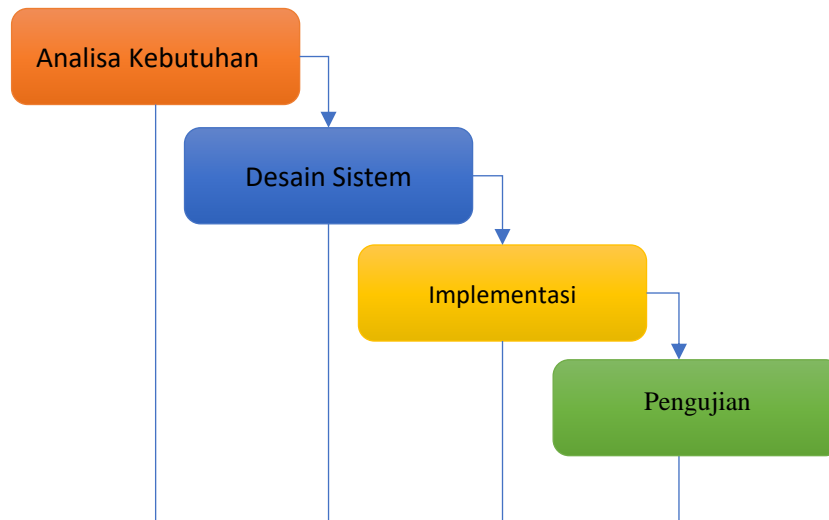 Analisa Kebutuhan
Desain Sistem
Implementasi
Pengujian